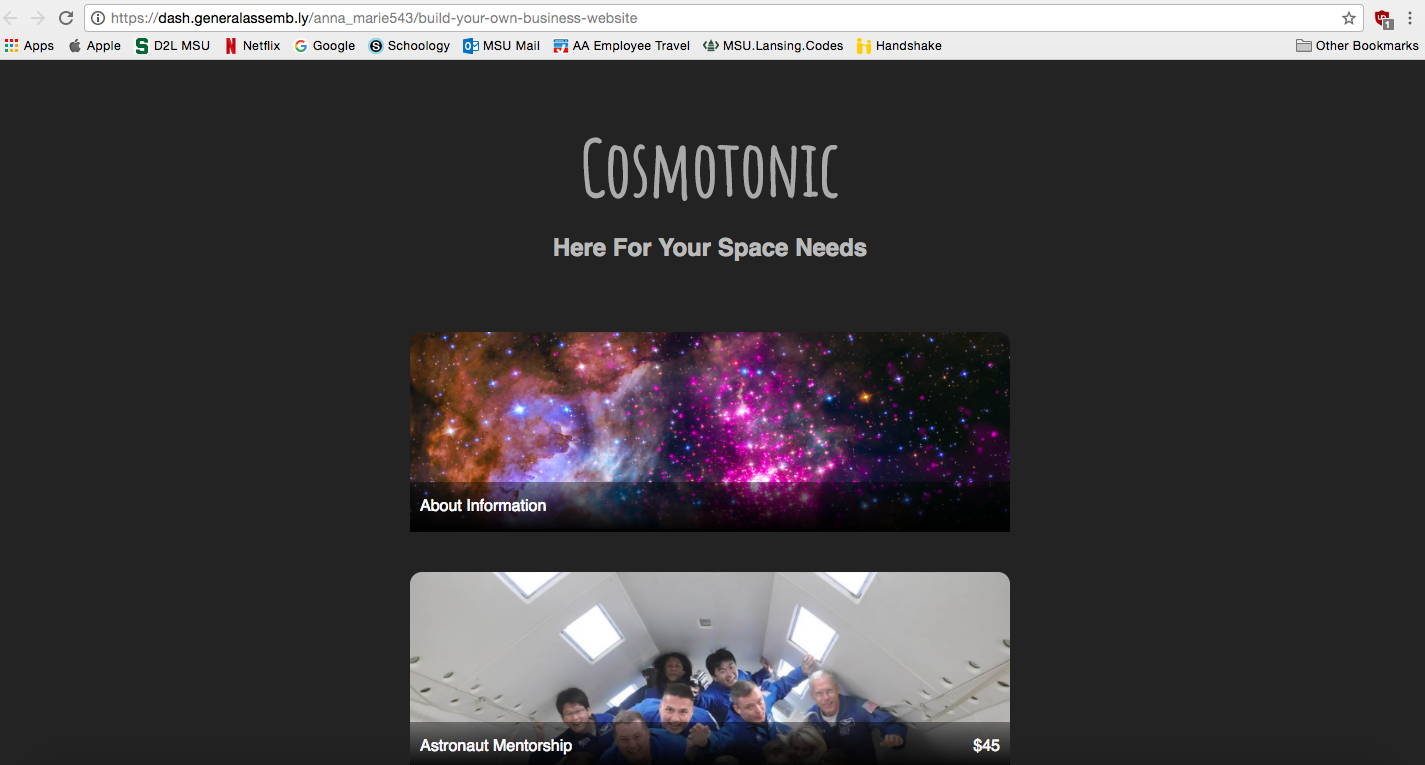 https://dash.generalassemb.ly/anna_marie543/build-your-own-business-website
Apps Apple D2L MSU Netflix Google Schoology MSU Mail AA Employee Travel MSU.Lansing.Codes Handshake Other Bookmarks
Cosmotonic
Here For Your Space Needs
About Information
Astronaut Mentorship $45